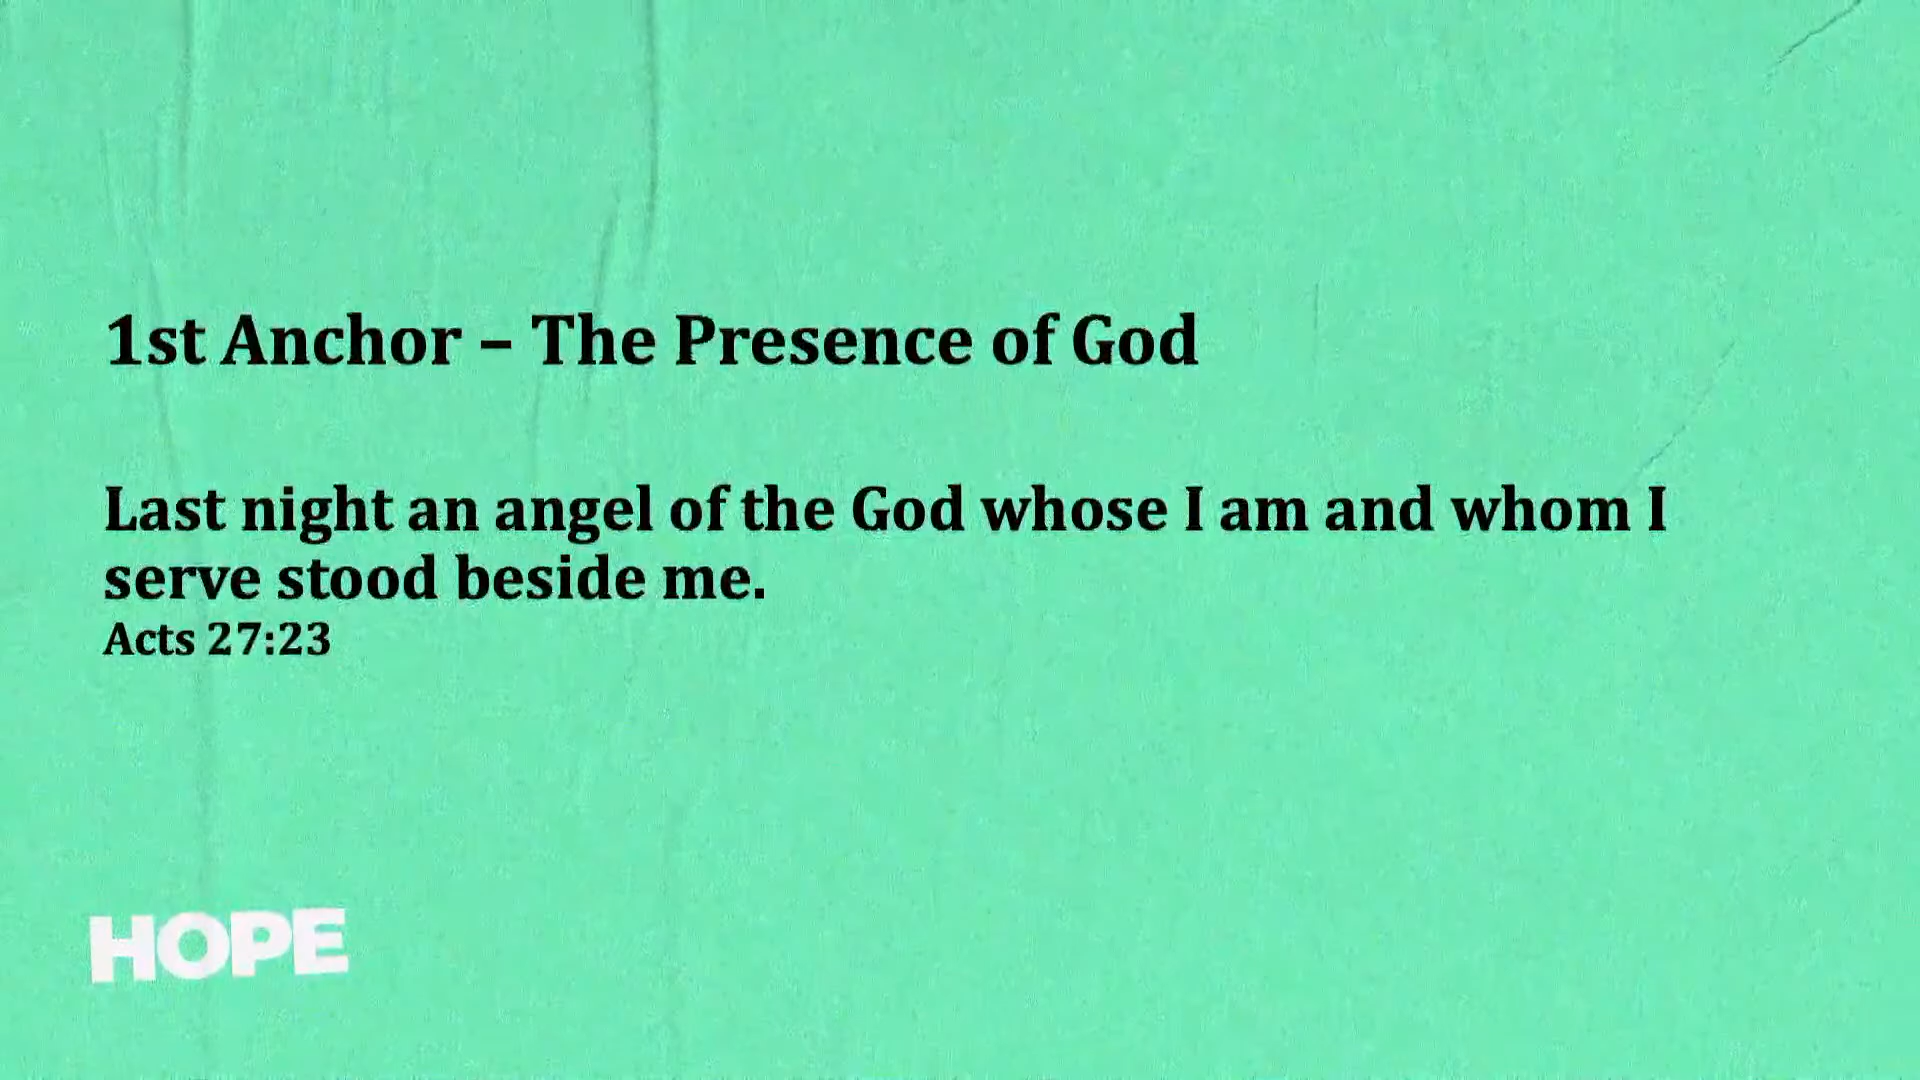 1st Anchor – The Presence of God
Last night an angel of the God whose I am and whom I
serve stood beside me.
Acts 27:23
HOPE